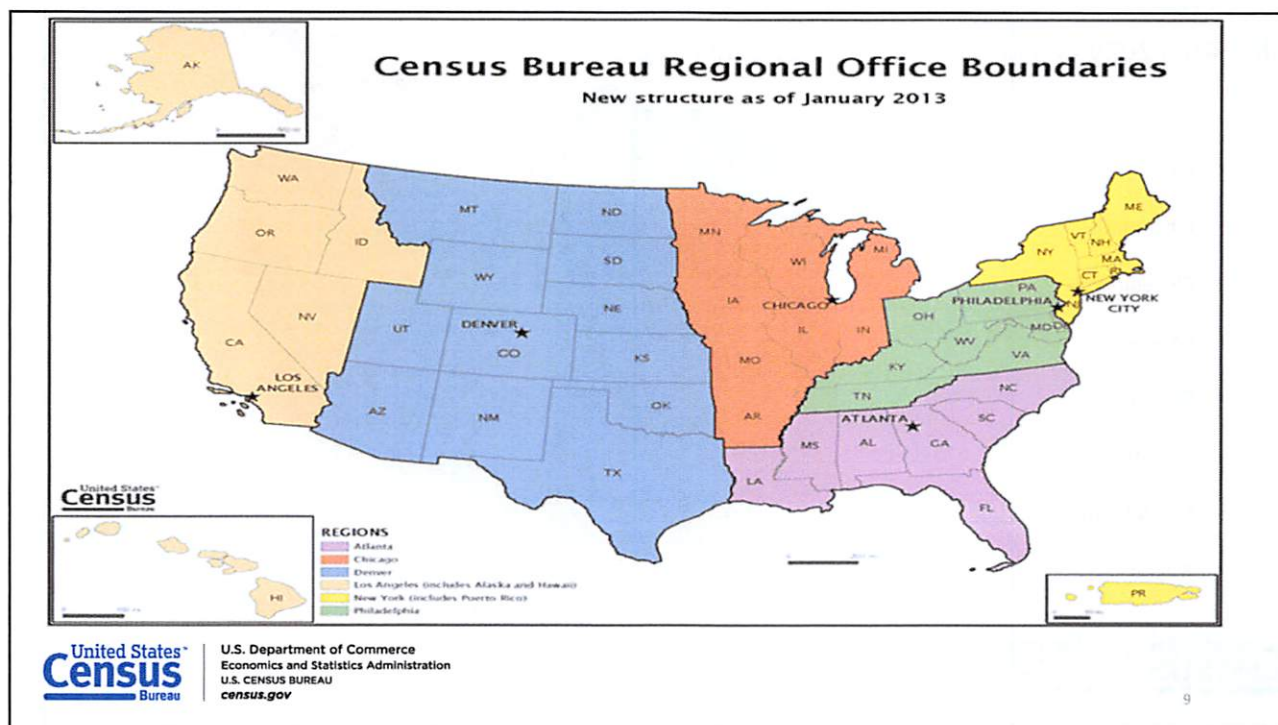 Census Bureau Regional Office Boundaries
New structure as of January 2013
AK
WA
OR
ID
NV
CA
LOS
ANGELES
MT
ND
SD
WY
NE
UT
DENVER
CO
KS
AZ
NM
OK
TX
MN
WI
MI
IA
CHICAGO
IL
IN
MO
AR
ME
VT
NH
NY
MA
CT
RI
NJ
NEW YORK
CITY
PA
PHILADELPHIA
OH
MD
WV
VA
KY
TN
NC
SC
ATLANTA
MS
AL
GA
LA
FL
United States™
Census
Bureau
HI
REGIONS
Atlanta
Chicago
Denver
Los Angeles (includes Alaska and Hawaii)
New York (includes Puerto Rico)
Philadelphia
PR
United States™
Census
Bureau
U.S. Department of Commerce
Economics and Statistics Administration
U.S. CENSUS BUREAU
census.gov
9